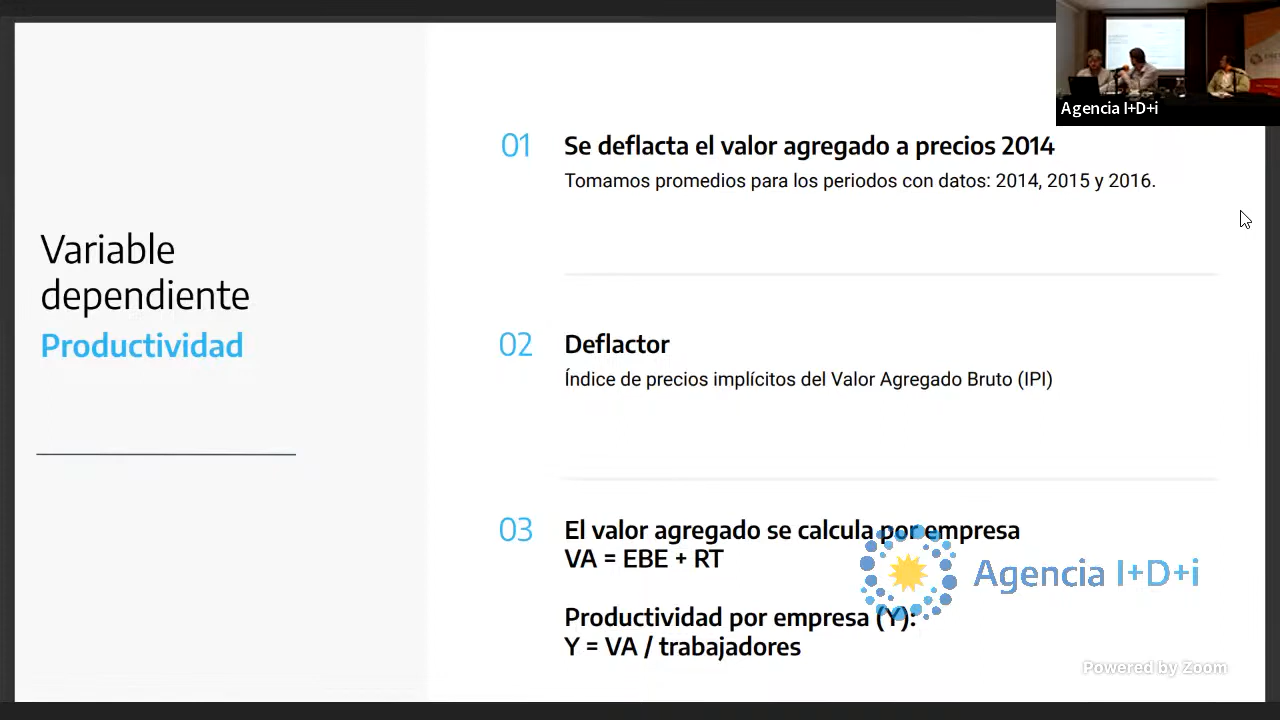 Agencia I+D+i
Variable
dependiente
Productividad
01
Se deflacta el valor agregado a precios 2014
Tomamos promedios para los periodos con datos: 2014, 2015 y 2016.
02
Deflactor
Índice de precios implícitos del Valor Agregado Bruto (IPI)
03
El valor agregado se calcula por empresa
VA = EBE + RT
Productividad por empresa (Y):
Y = VA / trabajadores
Agencia I+D+i
Powered by Zoom